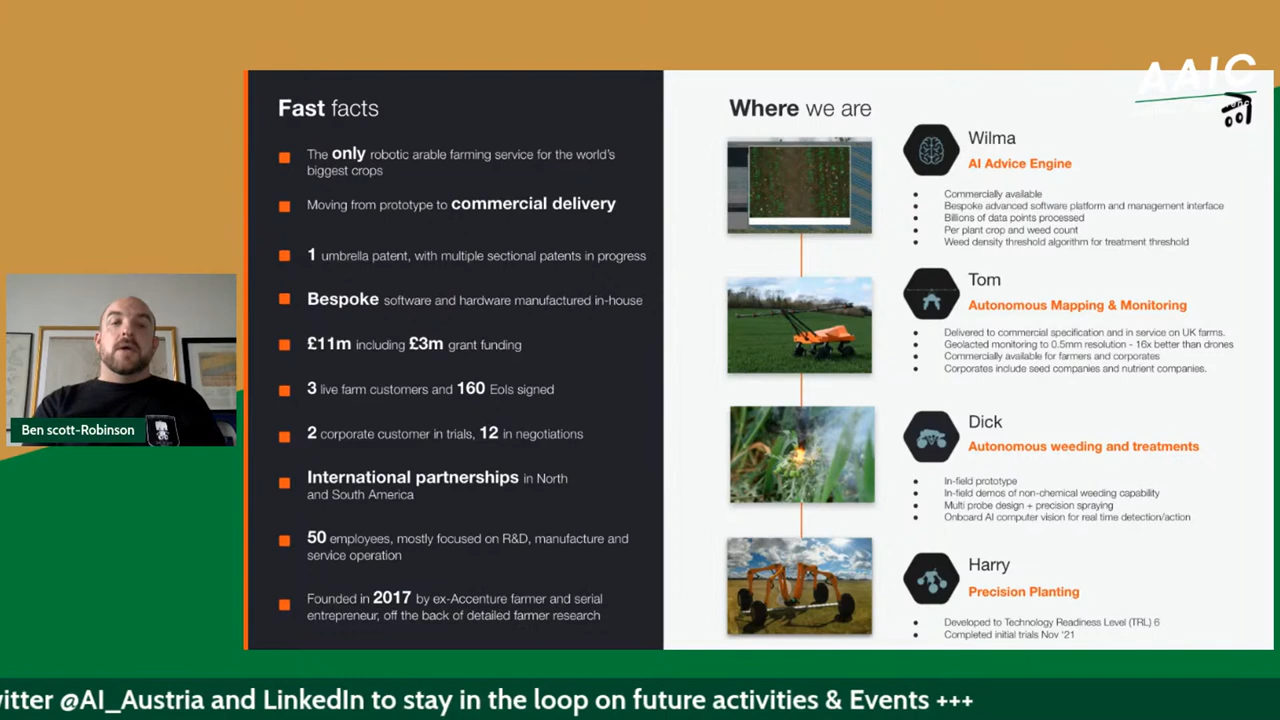 Fast facts
The only robotic arable farming service for the world's
biggest crops
Moving from prototype to commercial delivery
1 umbrella patent, with multiple sectional patents in progress
Bespoke software and hardware manufactured in-house
£11m including £3m grant funding
3 live farm customers and 160 EoIs signed
2 corporate customer in trials, 12 in negotiations
International partnerships in North
and South America
50 employees, mostly focused on R&D, manufacture and
service operation
Founded in 2017 by ex-Accenture farmer and serial
entrepreneur, off the back of detailed farmer research
Where we are
AAIC
Wilma
AI Advice Engine
Commercially available
Bespoke advanced software platform and management interface
Billions of data points processed
Per plant crop and weed count
Weed density threshold algorithm for treatment threshold
Tom
Autonomous Mapping & Monitoring
Delivered to commercial specification and in service on UK farms.
Geolacted monitoring to 0.5mm resolution - 16x better than drones
Commercially available for farmers and corporates
Corporates include seed companies and nutrient companies.
Dick
Autonomous weeding and treatments
In-field prototype
In-field demos of non-chemical weeding capability
Multi probe design + precision spraying
Onboard AI computer vision for real time detection/action
Harry
Precision Planting
Developed to Technology Readiness Level (TRL) 6
Completed initial trials Nov '21
Ben scott-Robinson
witter @AI_Austria and LinkedIn to stay in the loop on future activities & Events +++